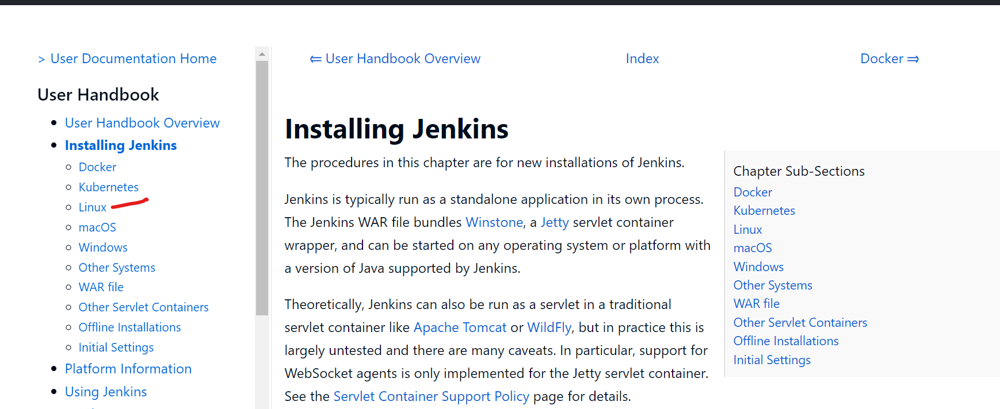 > User Documentation Home
User Handbook
User Handbook Overview
Installing Jenkins
Docker
Kubernetes
Linux
macOS
Windows
Other Systems
WAR file
Other Servlet Containers
Offline Installations
Initial Settings
Platform Information
Using Jenkins
⇐ User Handbook Overview
Index
Docker ⇒
Installing Jenkins
The procedures in this chapter are for new installations of Jenkins.
Jenkins is typically run as a standalone application in its own process.
The Jenkins WAR file bundles Winstone, a Jetty servlet container
wrapper, and can be started on any operating system or platform with
a version of Java supported by Jenkins.
Theoretically, Jenkins can also be run as a servlet in a traditional
servlet container like Apache Tomcat or WildFly, but in practice this is
largely untested and there are many caveats. In particular, support for
WebSocket agents is only implemented for the Jetty servlet container.
See the Servlet Container Support Policy page for details.
Chapter Sub-Sections
Docker
Kubernetes
Linux
macOS
Windows
Other Systems
WAR file
Other Servlet Containers
Offline Installations
Initial Settings